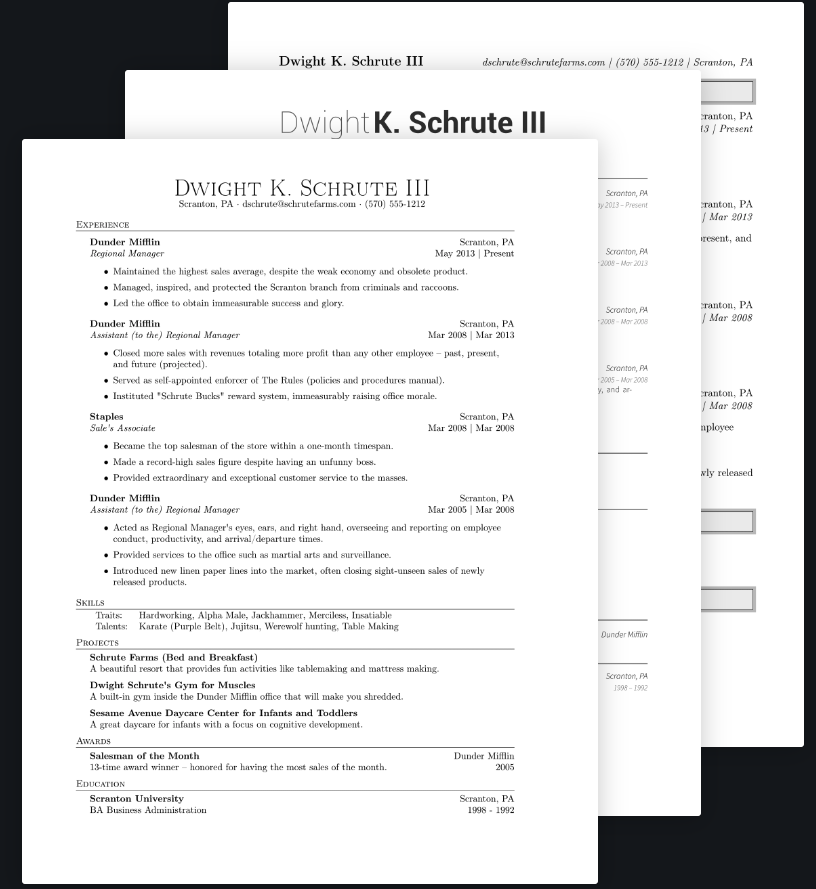 Dwight K. Schrute III
dschrute@schrutefarms.com | (570) 555-1212 | Scranton, PA
Scranton, PA
| Present
Scranton, PA
| Mar 2013
present, and
Scranton, PA
| Mar 2008
Scranton, PA
| Mar 2008
employee
newly released
Dwight K. Schrute III
Scranton, PA
May 2013 – Present
Scranton, PA
2008 – Mar 2013
Scranton, PA
2008 – Mar 2008
Scranton, PA
2005 – Mar 2008
y, and ar-
Dunder Mifflin
Scranton, PA
1998 – 1992
Dwight K. Schrute III
Scranton, PA · dschrute@schrutefarms.com · (570) 555-1212
Experience
Dunder Mifflin Scranton, PA
Regional Manager May 2013 | Present
• Maintained the highest sales average, despite the weak economy and obsolete product.
• Managed, inspired, and protected the Scranton branch from criminals and raccoons.
• Led the office to obtain immeasurable success and glory.
Dunder Mifflin Scranton, PA
Assistant (to the) Regional Manager Mar 2008 | Mar 2013
• Closed more sales with revenues totaling more profit than any other employee – past, present,
and future (projected).
• Served as self-appointed enforcer of The Rules (policies and procedures manual).
• Instituted "Schrute Bucks" reward system, immeasurably raising office morale.
Staples Scranton, PA
Sale's Associate Mar 2008 | Mar 2008
• Became the top salesman of the store within a one-month timespan.
• Made a record-high sales figure despite having an unfunny boss.
• Provided extraordinary and exceptional customer service to the masses.
Dunder Mifflin Scranton, PA
Assistant (to the) Regional Manager Mar 2005 | Mar 2008
• Acted as Regional Manager's eyes, ears, and right hand, overseeing and reporting on employee
conduct, productivity, and arrival/departure times.
• Provided services to the office such as martial arts and surveillance.
• Introduced new linen paper lines into the market, often closing sight-unseen sales of newly
released products.
Skills
Traits: Hardworking, Alpha Male, Jackhammer, Merciless, Insatiable
Talents: Karate (Purple Belt), Jujitsu, Werewolf hunting, Table Making
Projects
Schrute Farms (Bed and Breakfast)
A beautiful resort that provides fun activities like tablemaking and mattress making.
Dwight Schrute's Gym for Muscles
A built-in gym inside the Dunder Mifflin office that will make you shredded.
Sesame Avenue Daycare Center for Infants and Toddlers
A great daycare for infants with a focus on cognitive development.
Awards
Salesman of the Month Dunder Mifflin
13-time award winner – honored for having the most sales of the month. 2005
Education
Scranton University Scranton, PA
BA Business Administration 1998 - 1992